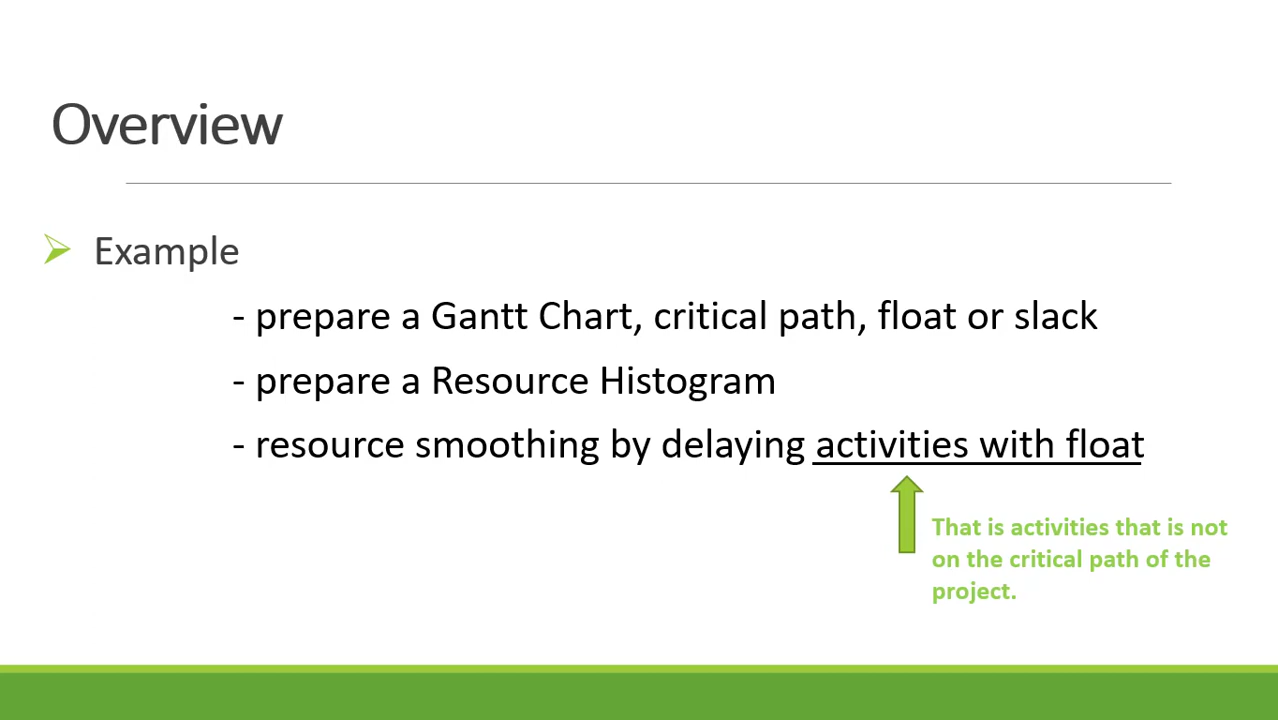 Overview
Example
- prepare a Gantt Chart, critical path, float or slack
- prepare a Resource Histogram
- resource smoothing by delaying activities with float
That is activities that is not
on the critical path of the
project.